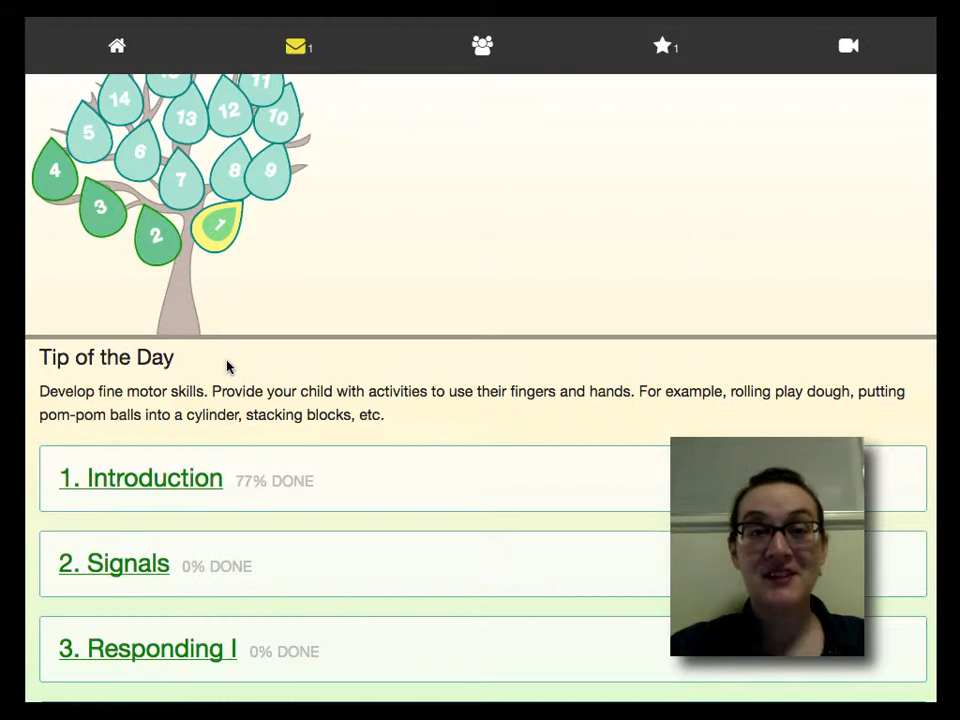 1
1
11
14
12
13
10
5
6
8
9
4
7
3
1
2
Tip of the Day
Develop fine motor skills. Provide your child with activities to use their fingers and hands. For example, rolling play dough, putting
pom-pom balls into a cylinder, stacking blocks, etc.
1. Introduction 77% DONE
2. Signals 0% DONE
3. Responding I 0% DONE